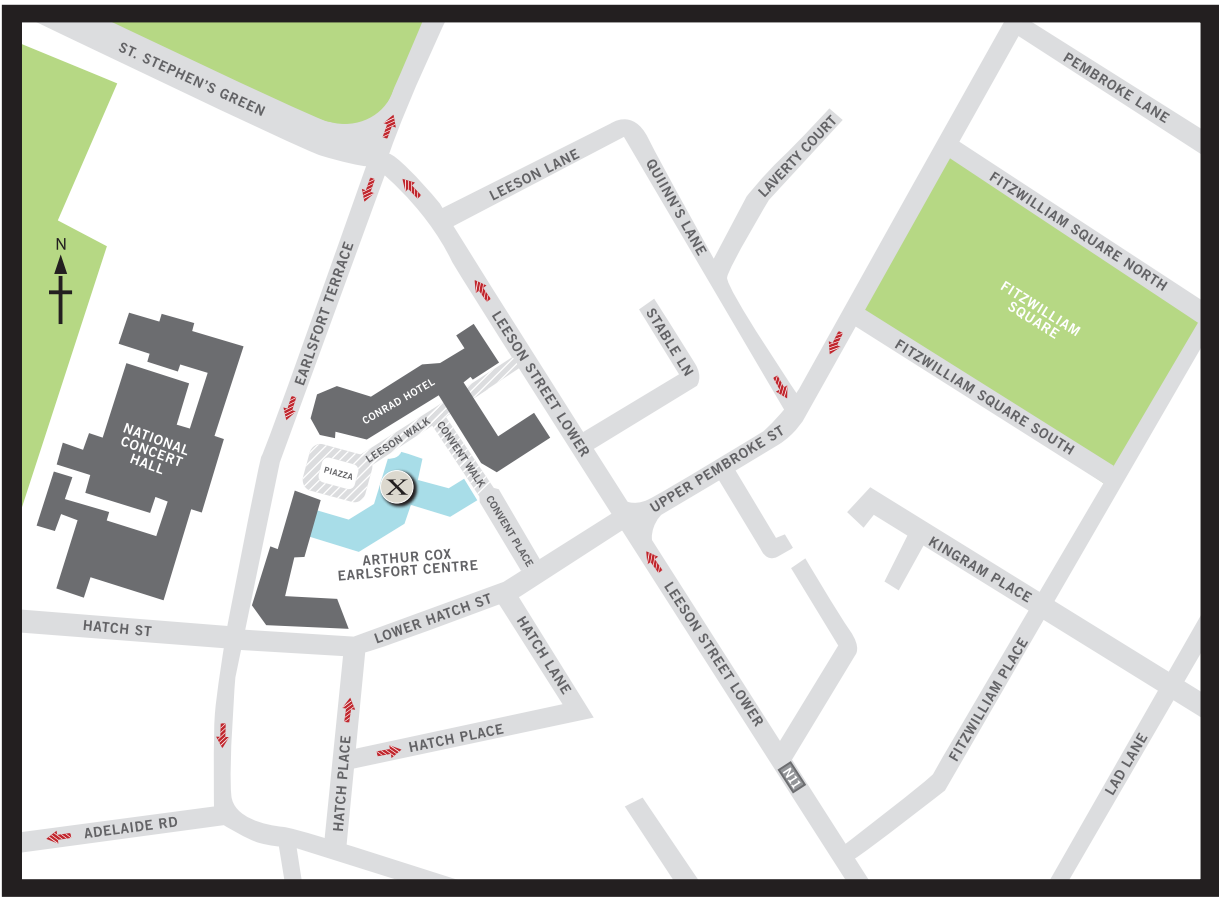 ST. STEPHEN'S GREEN
PEMBROKE LANE
LEESON LANE
QUIINN'S LANE
LAVERTY COURT
FITZWILLIAM SQUARE NORTH
N
EARLSFORT TERRACE
FITZWILLIAM
SQUARE
STABLE LN
LEESON STREET LOWER
FITZWILLIAM SQUARE SOUTH
CONRAD HOTEL
NATIONAL
CONCERT
HALL
LEESON WALK
CONVENT WALK
PIAZZA
X
UPPER PEMBROKE ST
CONVENT PLACE
ARTHUR COX
EARLSFORT CENTRE
KINGRAM PLACE
HATCH ST
LOWER HATCH ST
HATCH LANE
LEESON STREET LOWER
FITZWILLIAM PLACE
HATCH PLACE
HATCH PLACE
N11
LAD LANE
ADELAIDE RD